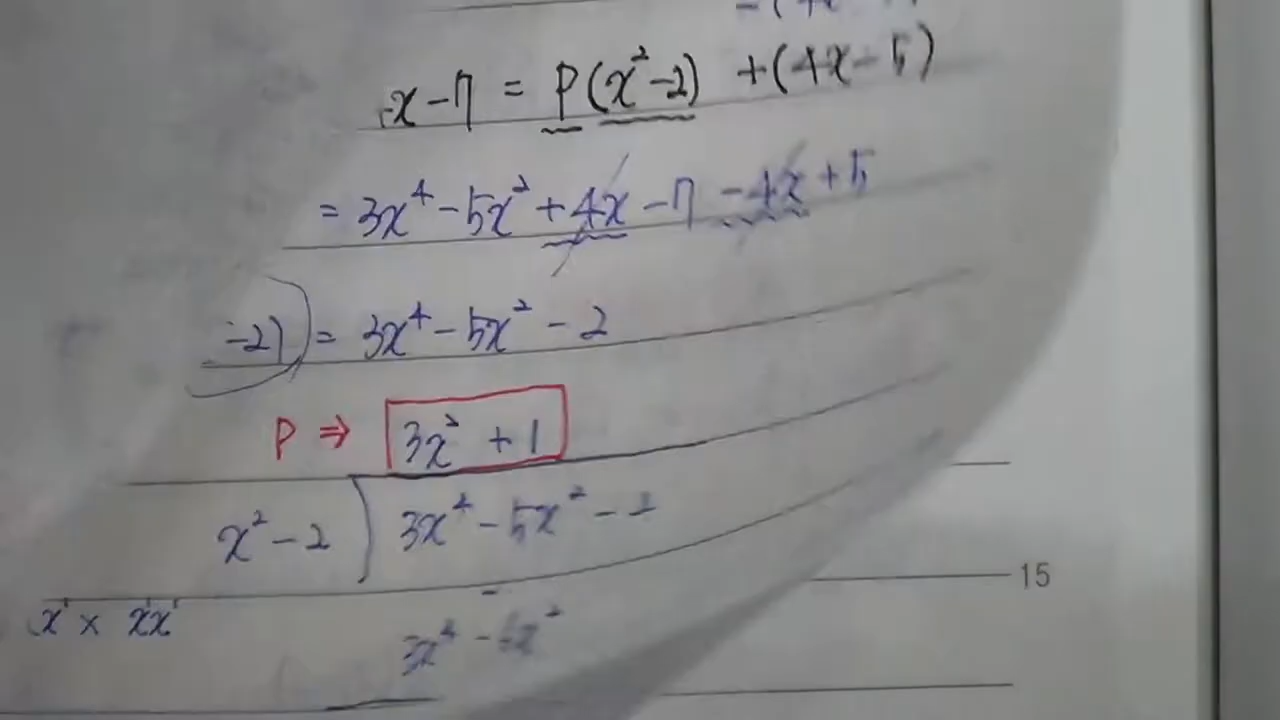 x - 7 = P(x² - 2) + (4x - 5)
= 3x⁴ - 5x² + 4x - 7 - 4x + 5
-2) = 3x⁴ - 5x² - 2
P ⇒ 3x² + 1
x² - 2 ) 3x⁴ - 5x² - 2
15
3x⁴ - 6x²